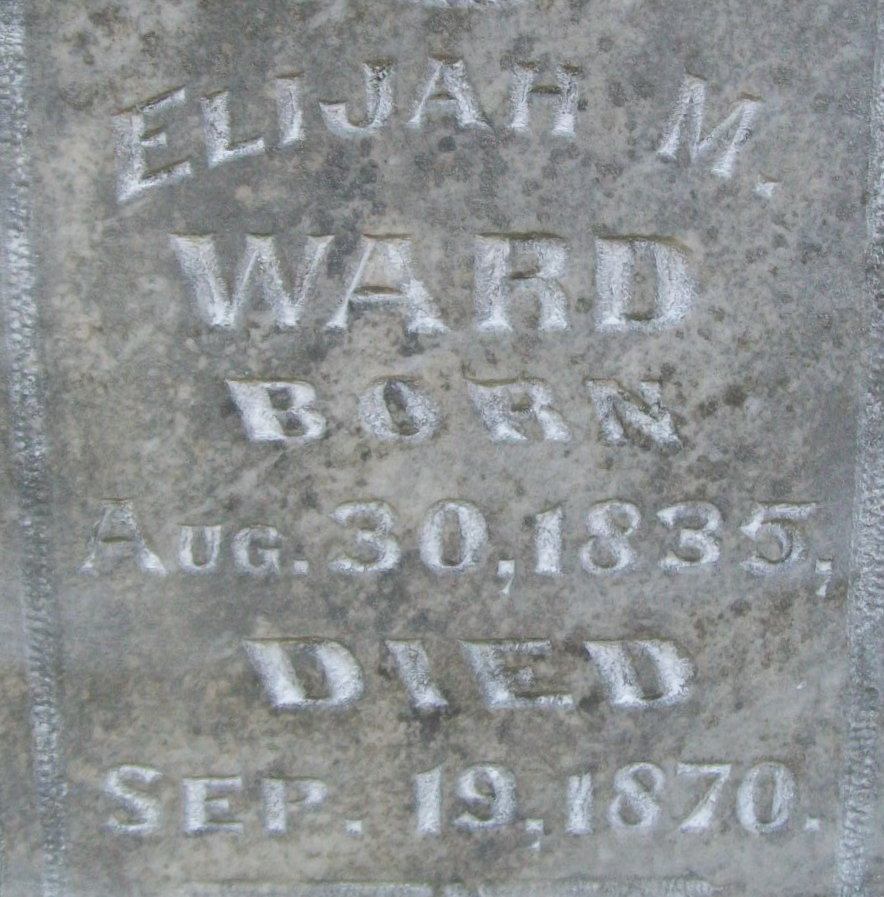 ELIJAH M.
WARD
BORN
AUG. 30, 1835,
DIED
SEP. 19, 1870.